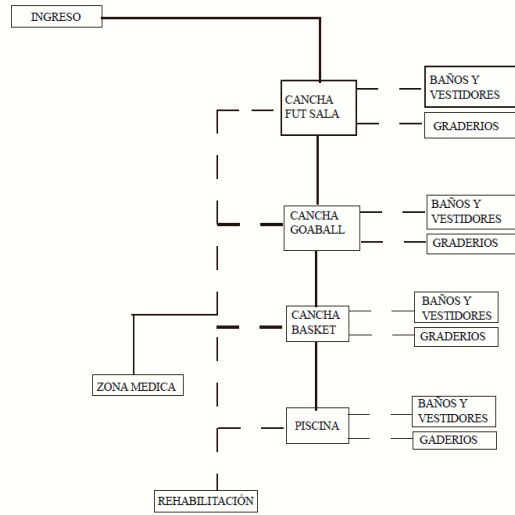 INGRESO
CANCHA
FUT SALA
BAÑOS Y
VESTIDORES
GRADERIOS
CANCHA
GOABALL
BAÑOS Y
VESTIDORES
GRADERIOS
CANCHA
BASKET
BAÑOS Y
VESTIDORES
GRADERIOS
ZONA MEDICA
PISCINA
BAÑOS Y
VESTIDORES
GADERIOS
REHABILITACIÓN